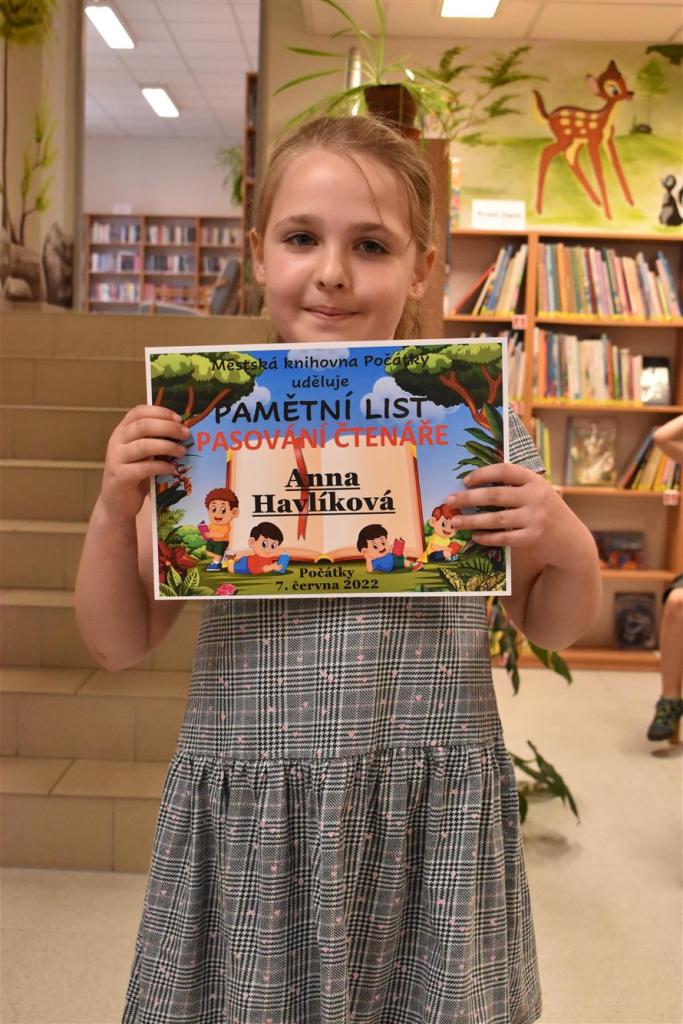 Městská knihovna Počátky
uděluje
PAMĚTNÍ LIST
PASOVÁNÍ ČTENÁŘE
Anna
Havlíková
Počátky
7. června 2022